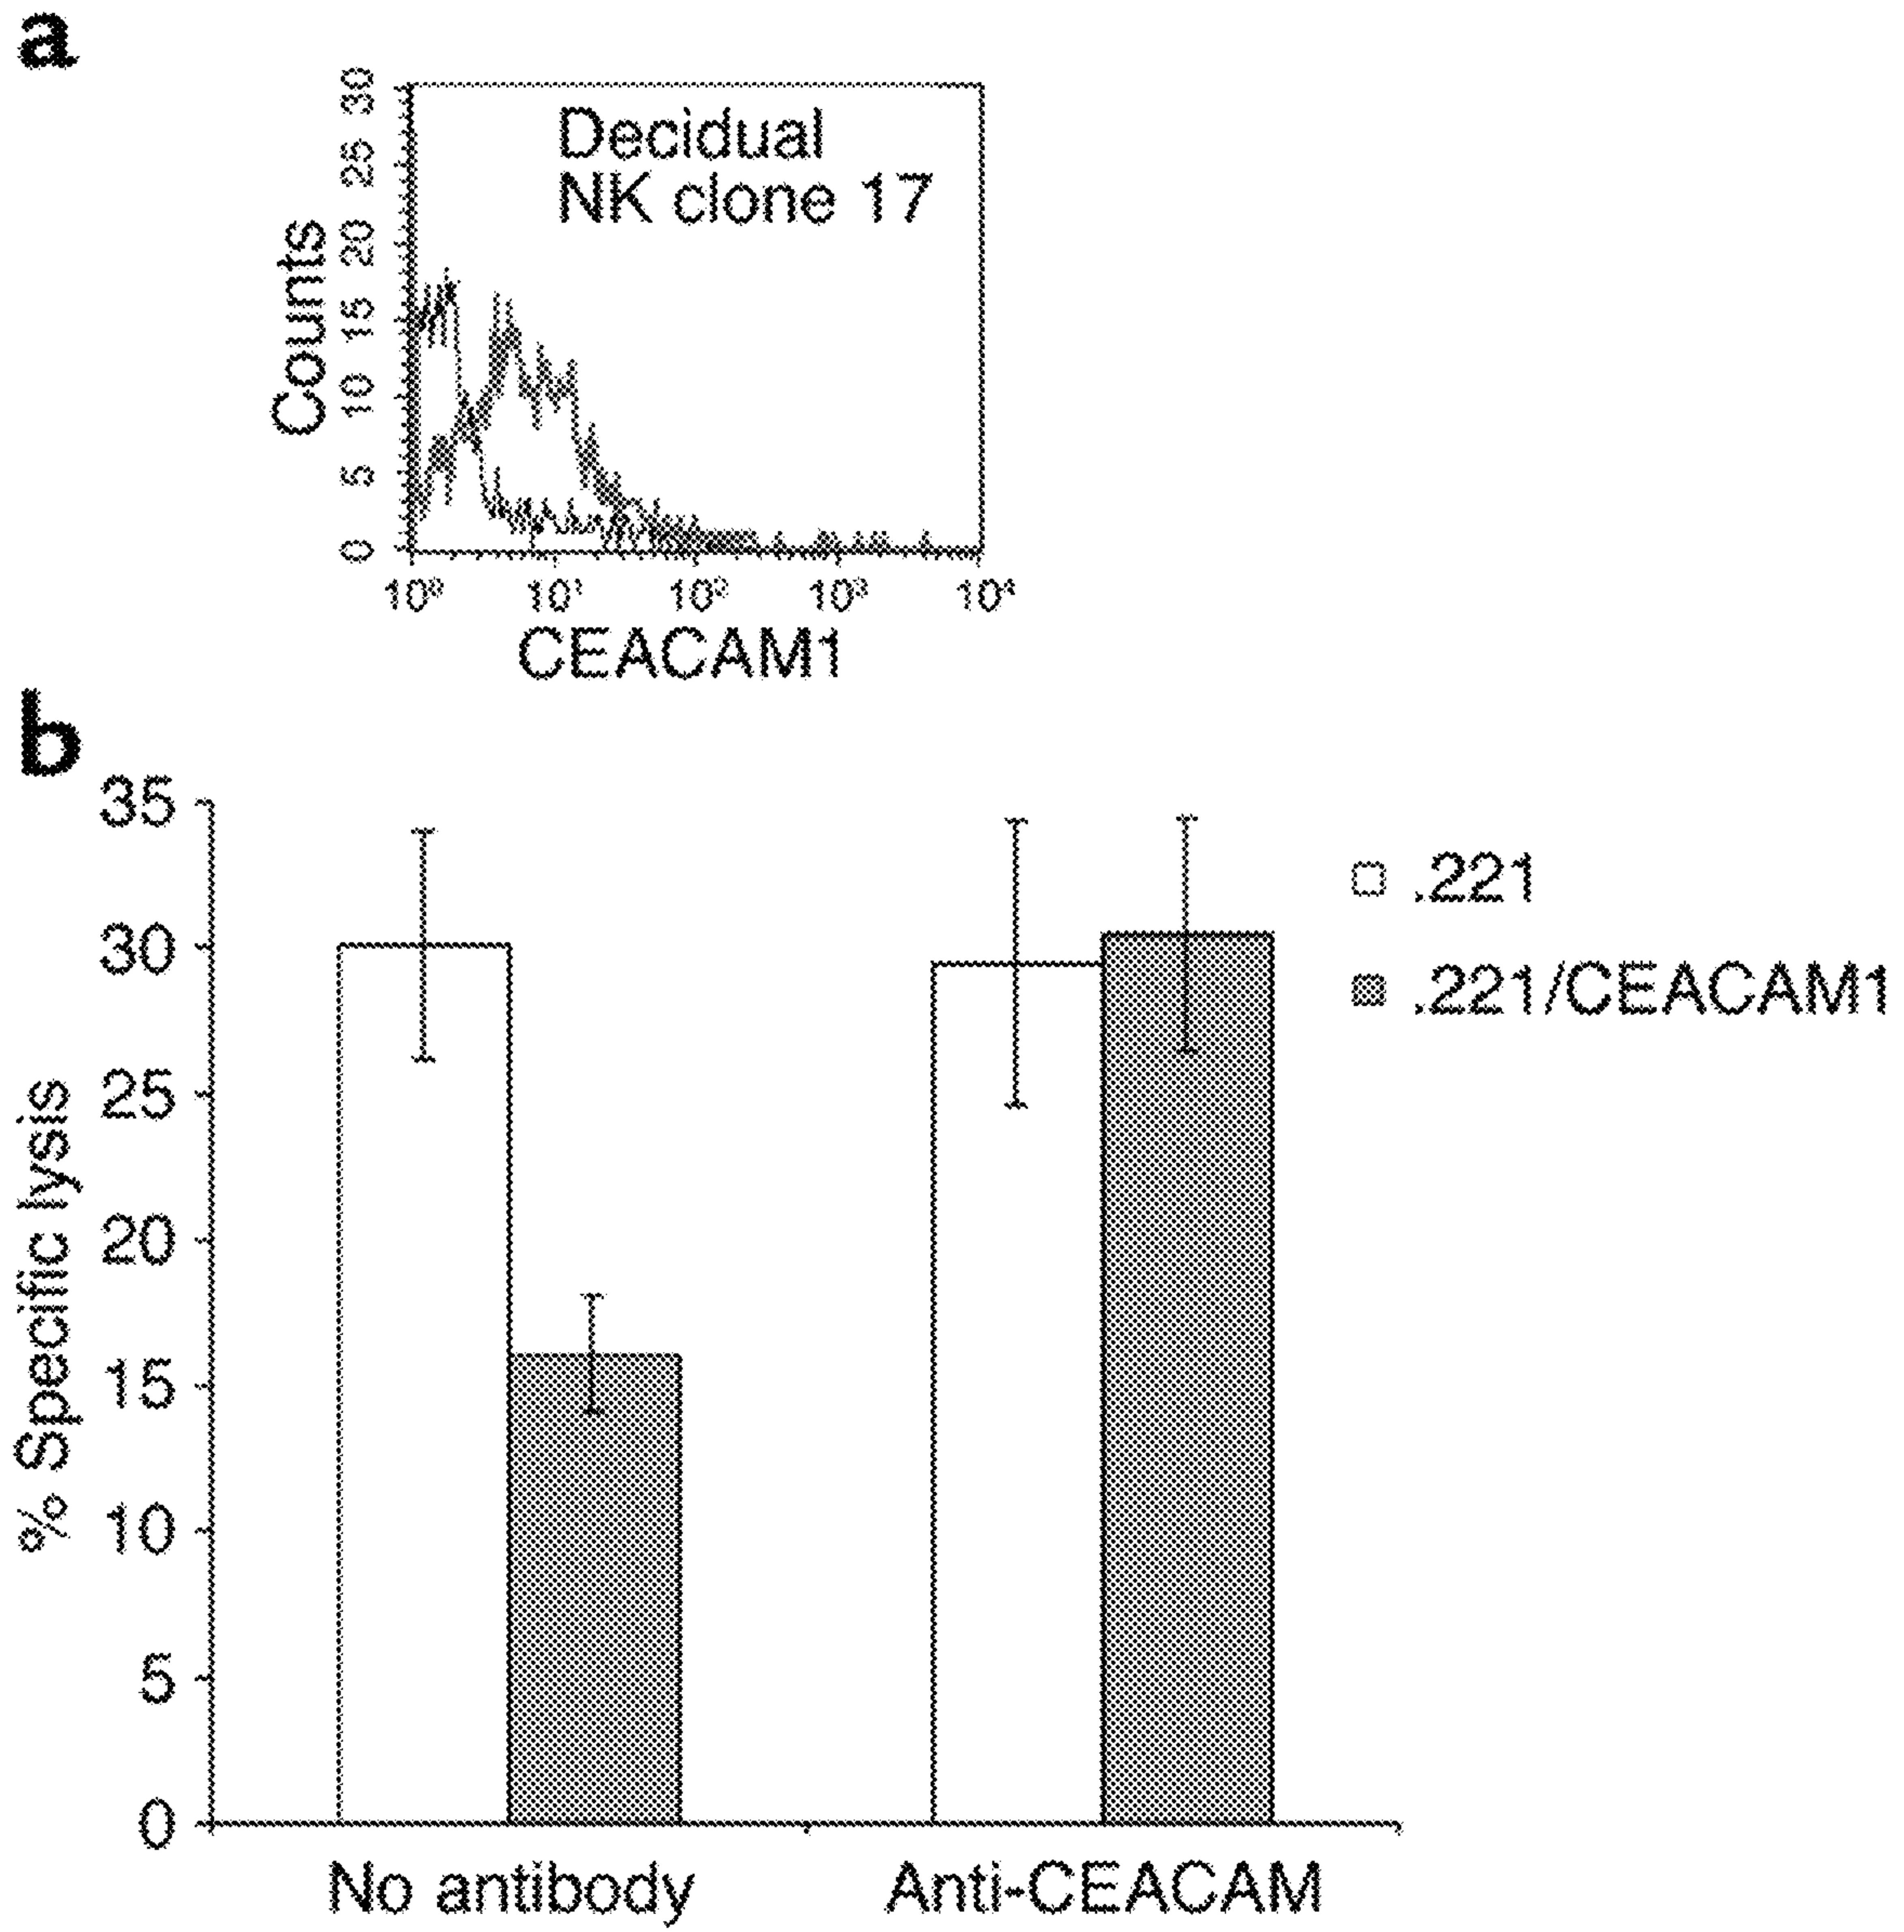 a
Decidual
NK clone 17
Counts
30
25
20
15
10
5
0
10⁰ 10¹ 10² 10³ 10⁴
CEACAM1
b
% Specific lysis
35
30
25
20
15
10
5
0
.221
.221/CEACAM1
No antibody Anti-CEACAM